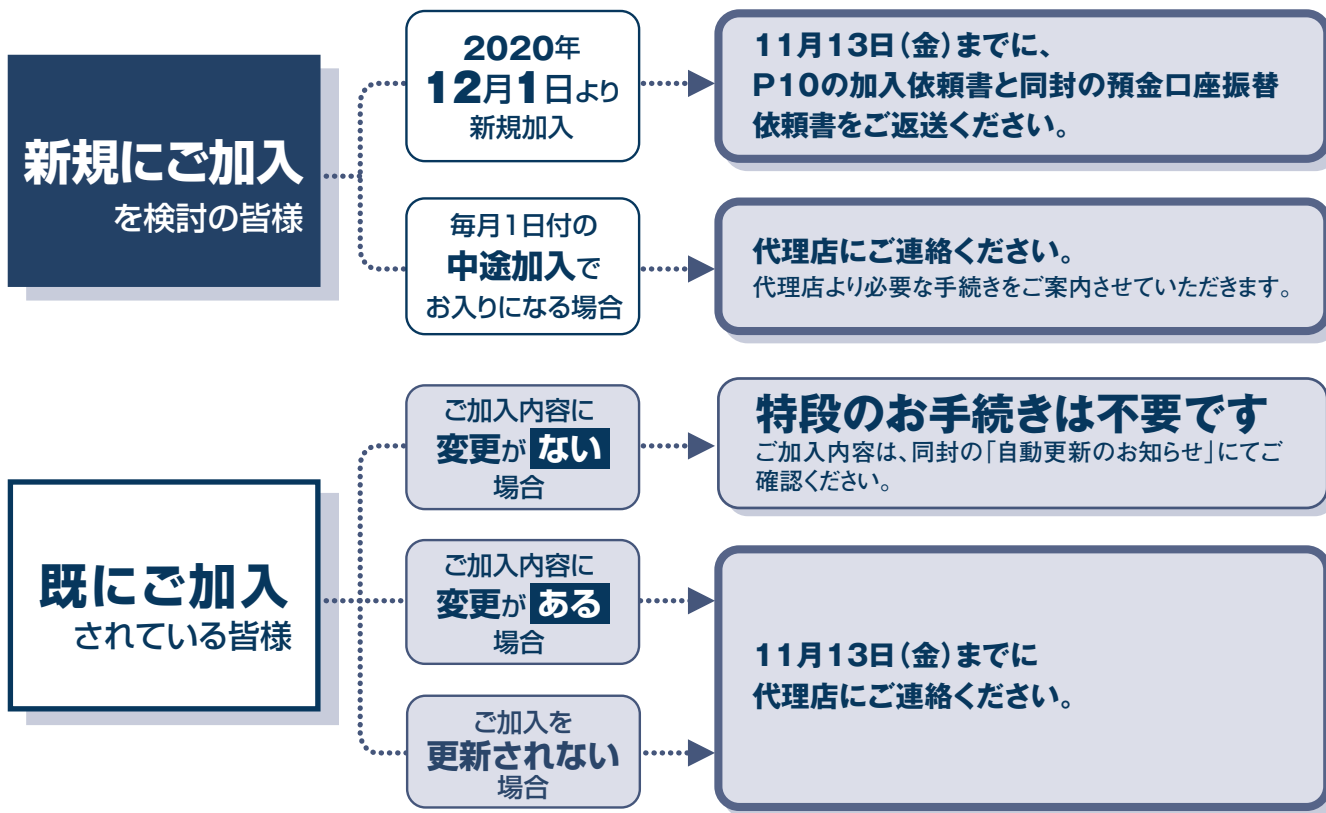 新規にご加入
を検討の皆様
2020年
12月1日より
新規加入
11月13日(金)までに、
P10の加入依頼書と同封の預金口座振替
依頼書をご返送ください。
毎月1日付の
中途加入で
お入りになる場合
代理店にご連絡ください。
代理店より必要な手続きをご案内させていただきます。
既にご加入
されている皆様
ご加入内容に
変更がない
場合
特段のお手続きは不要です
ご加入内容は、同封の「自動更新のお知らせ」にてご
確認ください。
ご加入内容に
変更がある
場合
ご加入を
更新されない
場合
11月13日(金)までに
代理店にご連絡ください。